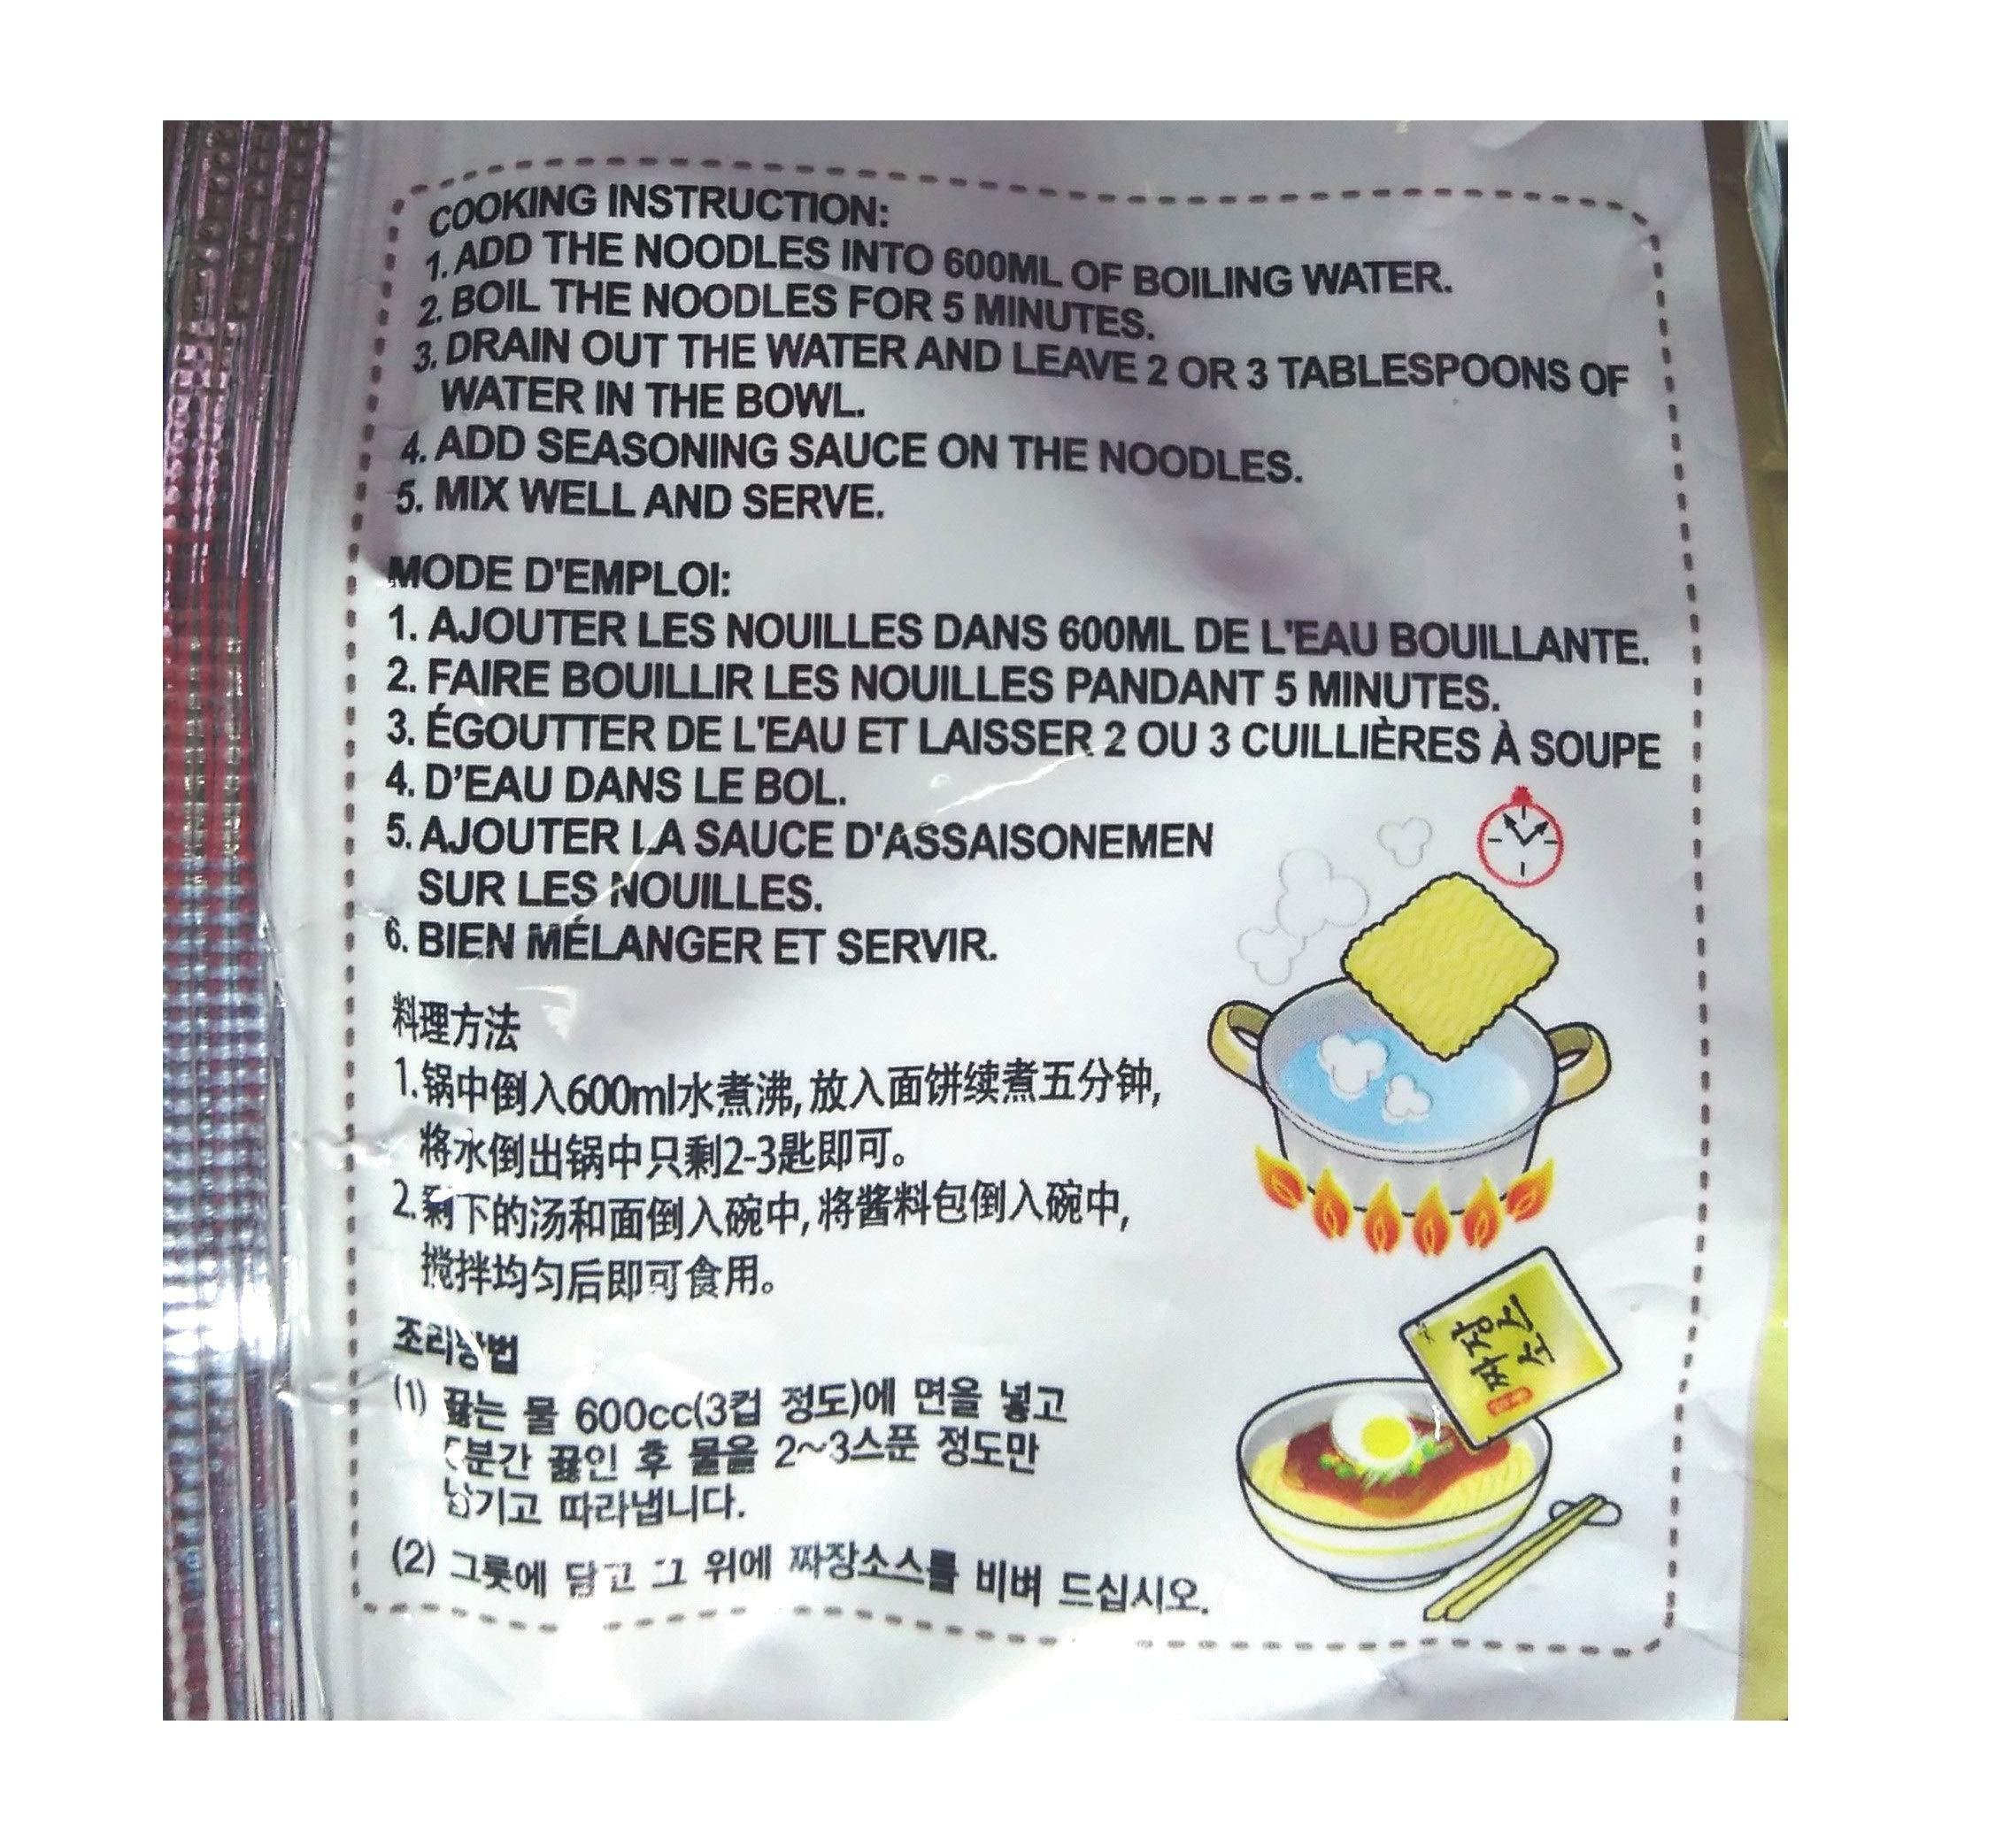 COOKING INSTRUCTION:
1. ADD THE NOODLES INTO 600ML OF BOILING WATER.
2. BOIL THE NOODLES FOR 5 MINUTES.
3. DRAIN OUT THE WATER AND LEAVE 2 OR 3 TABLESPOONS OF
WATER IN THE BOWL.
4. ADD SEASONING SAUCE ON THE NOODLES.
5. MIX WELL AND SERVE.
MODE D'EMPLOI:
1. AJOUTER LES NOUILLES DANS 600ML DE L'EAU BOUILLANTE.
2. FAIRE BOUILLIR LES NOUILLES PANDANT 5 MINUTES.
3. ÉGOUTTER DE L'EAU ET LAISSER 2 OU 3 CUILLIÈRES À SOUPE
4. D'EAU DANS LE BOL.
5. AJOUTER LA SAUCE D'ASSAISONEMEN
SUR LES NOUILLES.
6. BIEN MÉLANGER ET SERVIR.
料理方法
1.锅中倒入600ml水煮沸,放入面饼续煮五分钟,
将水倒出锅中只剩2-3匙即可。
2.剩下的汤和面倒入碗中,将酱料包倒入碗中,
搅拌均匀后即可食用。
조리방법
(1) 끓는 물 600cc(3컵 정도)에 면을 넣고
5분간 끓인 후 물을 2~3스푼 정도만
남기고 따라냅니다.
(2) 그릇에 담고 그 위에 짜장소스를 비벼 드십시오.
짜장
소스